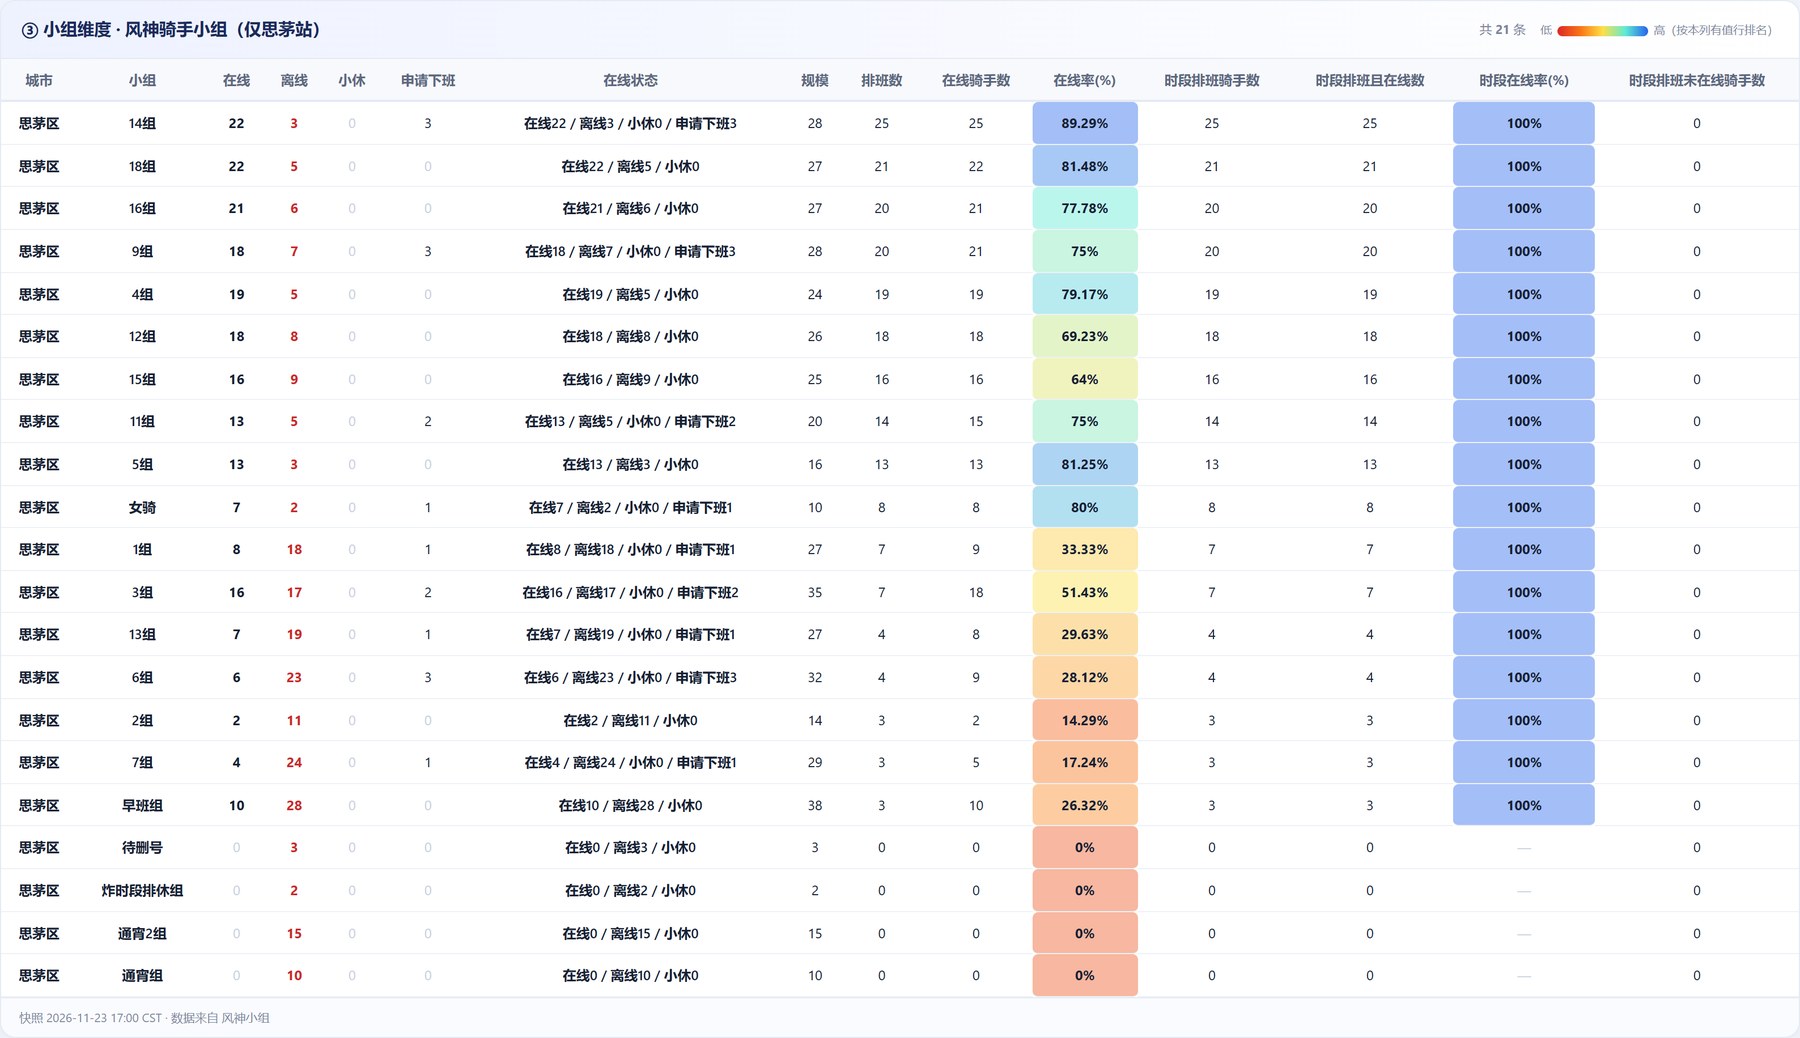 ③ 小组维度 · 风神骑手小组（仅思茅站）
共 21 条 低 高 (按本列有值行排名)
城市 小组 在线 离线 小休 申请下班 在线状态 规模 排班数 在线骑手数 在线率(%) 时段排班骑手数 时段排班且在线数 时段在线率(%) 时段排班未在线骑手数
思茅区 14组 22 3 0 3 在线22 / 离线3 / 小休0 / 申请下班3 28 25 25 89.29% 25 25 100% 0
思茅区 18组 22 5 0 0 在线22 / 离线5 / 小休0 27 21 22 81.48% 21 21 100% 0
思茅区 16组 21 6 0 0 在线21 / 离线6 / 小休0 27 20 21 77.78% 20 20 100% 0
思茅区 9组 18 7 0 3 在线18 / 离线7 / 小休0 / 申请下班3 28 20 21 75% 20 20 100% 0
思茅区 4组 19 5 0 0 在线19 / 离线5 / 小休0 24 19 19 79.17% 19 19 100% 0
思茅区 12组 18 8 0 0 在线18 / 离线8 / 小休0 26 18 18 69.23% 18 18 100% 0
思茅区 15组 16 9 0 0 在线16 / 离线9 / 小休0 25 16 16 64% 16 16 100% 0
思茅区 11组 13 5 0 2 在线13 / 离线5 / 小休0 / 申请下班2 20 14 15 75% 14 14 100% 0
思茅区 5组 13 3 0 0 在线13 / 离线3 / 小休0 16 13 13 81.25% 13 13 100% 0
思茅区 女骑 7 2 0 1 在线7 / 离线2 / 小休0 / 申请下班1 10 8 8 80% 8 8 100% 0
思茅区 1组 8 18 0 1 在线8 / 离线18 / 小休0 / 申请下班1 27 7 9 33.33% 7 7 100% 0
思茅区 3组 16 17 0 2 在线16 / 离线17 / 小休0 / 申请下班2 35 7 18 51.43% 7 7 100% 0
思茅区 13组 7 19 0 1 在线7 / 离线19 / 小休0 / 申请下班1 27 4 8 29.63% 4 4 100% 0
思茅区 6组 6 23 0 3 在线6 / 离线23 / 小休0 / 申请下班3 32 4 9 28.12% 4 4 100% 0
思茅区 2组 2 11 0 0 在线2 / 离线11 / 小休0 14 3 2 14.29% 3 3 100% 0
思茅区 7组 4 24 0 1 在线4 / 离线24 / 小休0 / 申请下班1 29 3 5 17.24% 3 3 100% 0
思茅区 早班组 10 28 0 0 在线10 / 离线28 / 小休0 38 3 10 26.32% 3 3 100% 0
思茅区 待删号 0 3 0 0 在线0 / 离线3 / 小休0 3 0 0 0% 0 0 — 0
思茅区 炸时段排休组 0 2 0 0 在线0 / 离线2 / 小休0 2 0 0 0% 0 0 — 0
思茅区 通宵2组 0 15 0 0 在线0 / 离线15 / 小休0 15 0 0 0% 0 0 — 0
思茅区 通宵组 0 10 0 0 在线0 / 离线10 / 小休0 10 0 0 0% 0 0 — 0
快照 2026-11-23 17:00 CST · 数据来自 风神小组